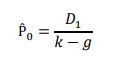 P̂₀ = D₁ / (k − g)